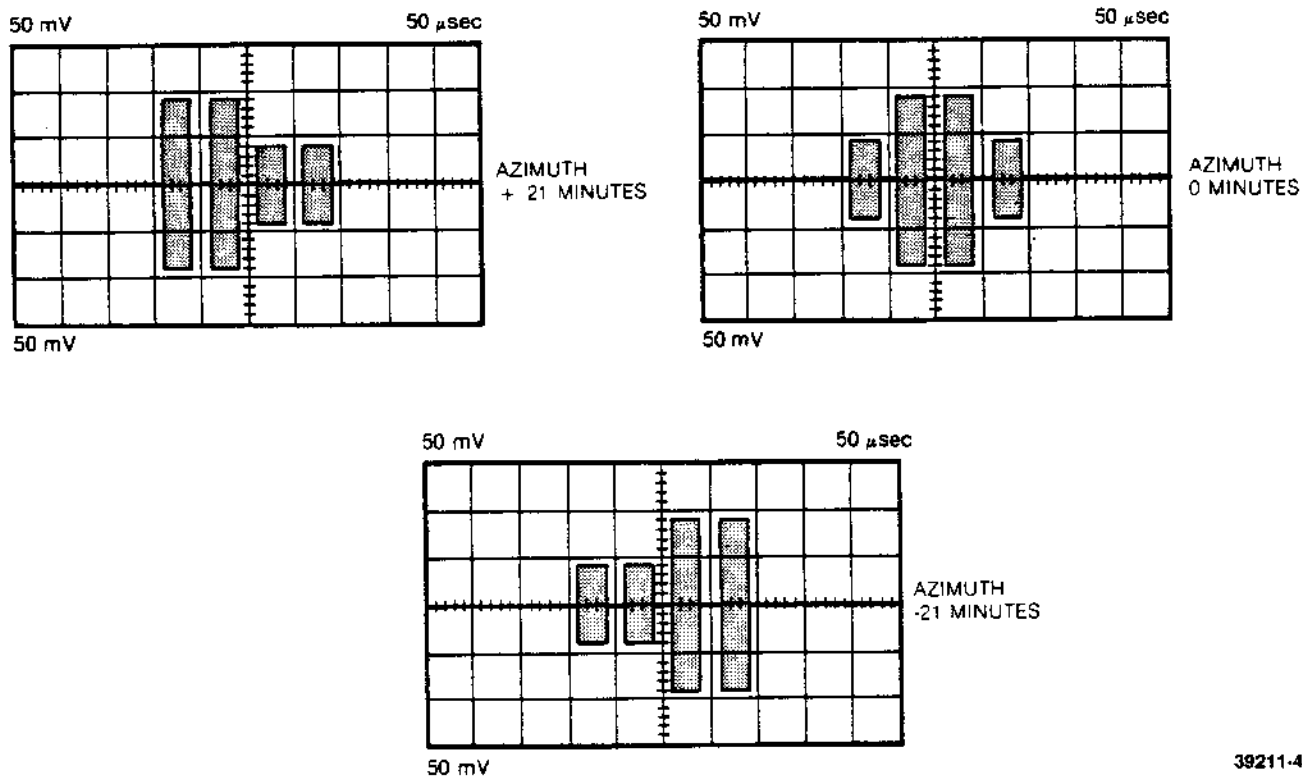 50 mV
50 µsec
AZIMUTH
+ 21 MINUTES
50 mV
50 mV
50 µsec
AZIMUTH
0 MINUTES
50 mV
50 mV
50 µsec
AZIMUTH
-21 MINUTES
50 mV
39211-4